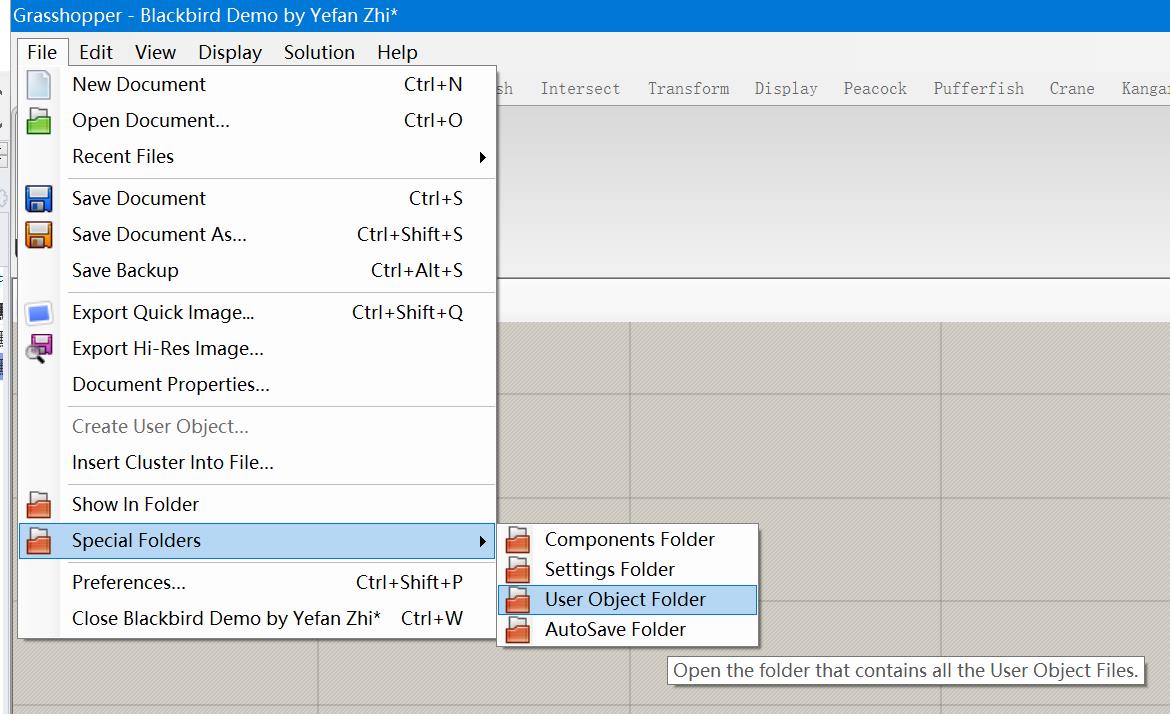 Grasshopper - Blackbird Demo by Yefan Zhi*
File Edit View Display Solution Help
Intersect Transform Display Peacock Pufferfish Crane
New Document Ctrl+N
Open Document... Ctrl+O
Recent Files
Save Document Ctrl+S
Save Document As... Ctrl+Shift+S
Save Backup Ctrl+Alt+S
Export Quick Image... Ctrl+Shift+Q
Export Hi-Res Image...
Document Properties...
Create User Object...
Insert Cluster Into File...
Show In Folder
Special Folders
Components Folder
Settings Folder
User Object Folder
AutoSave Folder
Preferences... Ctrl+Shift+P
Close Blackbird Demo by Yefan Zhi* Ctrl+W
Open the folder that contains all the User Object Files.